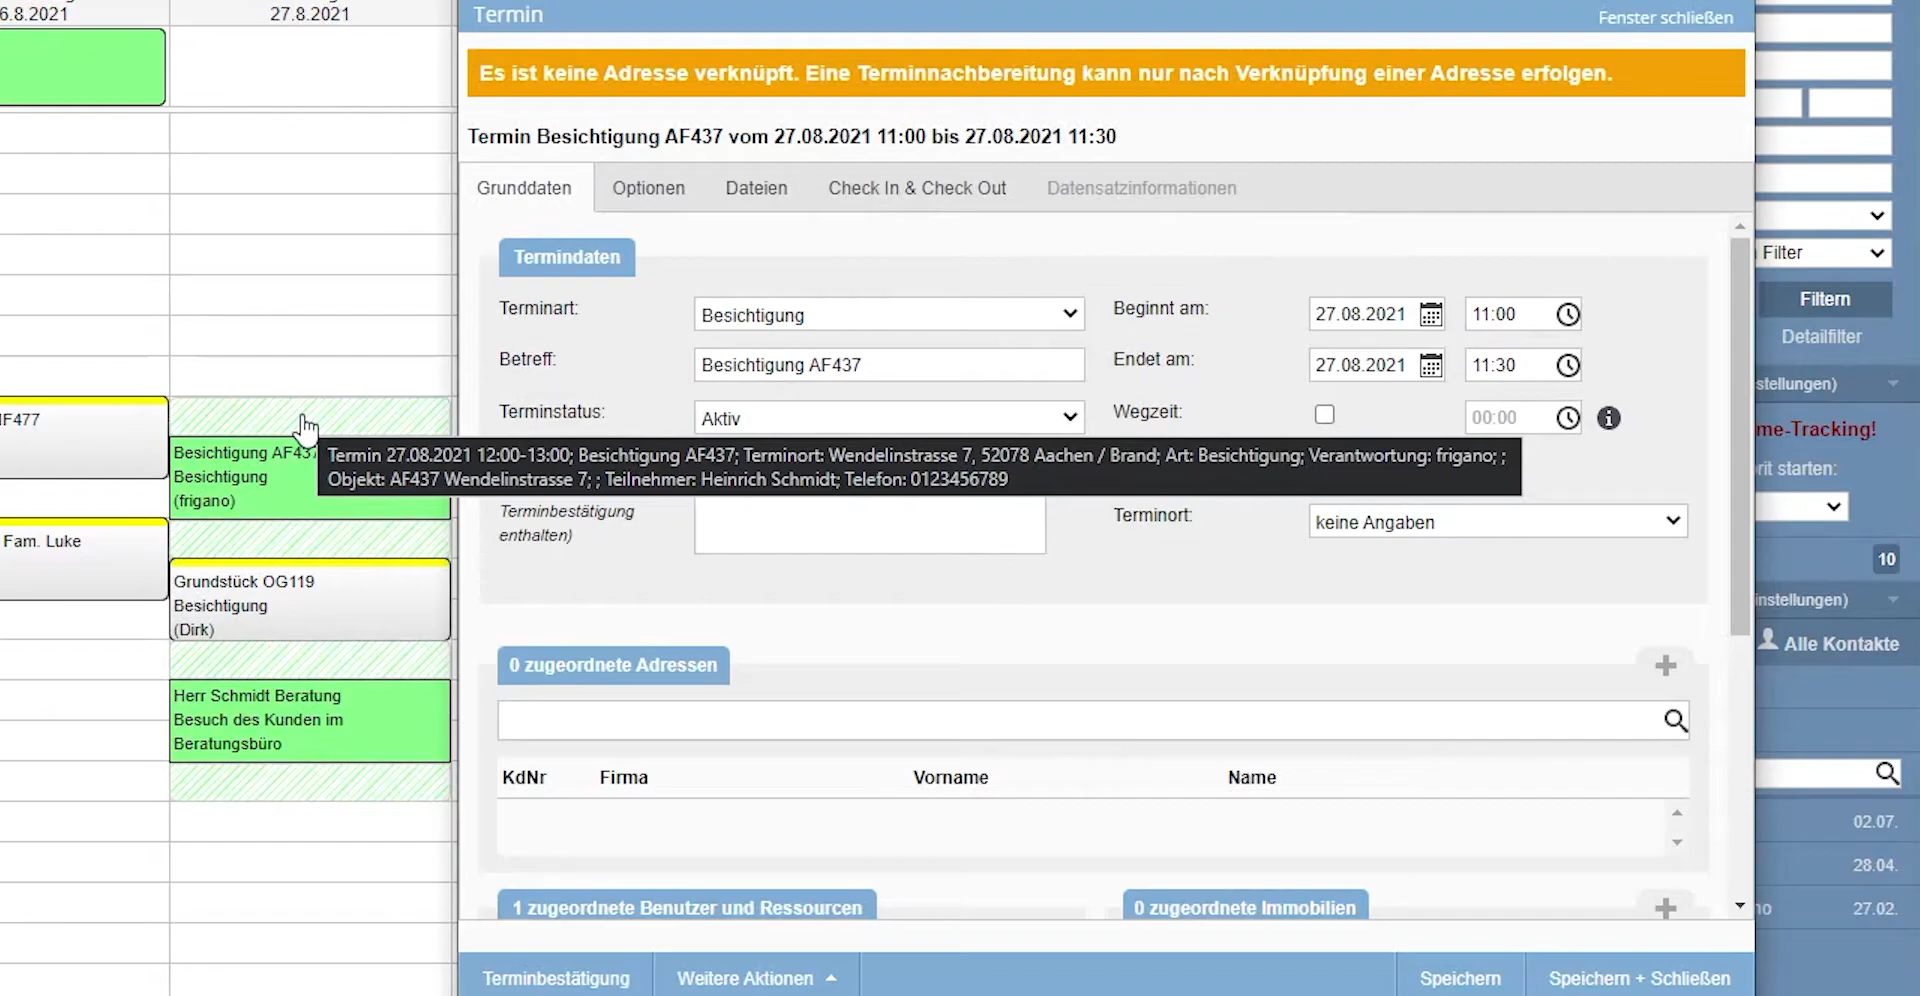 6.8.2021
27.8.2021
Termin
Fenster schließen
Es ist keine Adresse verknüpft. Eine Terminnachbereitung kann nur nach Verknüpfung einer Adresse erfolgen.
Termin Besichtigung AF437 vom 27.08.2021 11:00 bis 27.08.2021 11:30
Grunddaten
Optionen
Dateien
Check In & Check Out
Datensatzinformationen
Termindaten
Terminart:
Besichtigung
Beginnt am:
27.08.2021
11:00
Betreff:
Besichtigung AF437
Endet am:
27.08.2021
11:30
Terminstatus:
Aktiv
Wegzeit:
00:00
Termin 27.08.2021 12:00-13:00; Besichtigung AF437; Terminort: Wendelinstrasse 7, 52078 Aachen / Brand; Art: Besichtigung; Verantwortung: frigano; ;
Objekt: AF437 Wendelinstrasse 7; ; Teilnehmer: Heinrich Schmidt; Telefon: 0123456789
Terminbestätigung
enthalten)
Terminort:
keine Angaben
0 zugeordnete Adressen
KdNr
Firma
Vorname
Name
1 zugeordnete Benutzer und Ressourcen
0 zugeordnete Immobilien
Terminbestätigung
Weitere Aktionen
Speichern
Speichern + Schließen
F477
Fam. Luke
Besichtigung AF437
Besichtigung
(frigano)
Grundstück OG119
Besichtigung
(Dirk)
Herr Schmidt Beratung
Besuch des Kunden im
Beratungsbüro
Filter
Filtern
Detailfilter
stellungen)
me-Tracking!
rit starten:
10
instellungen)
Alle Kontakte
02.07.
28.04.
no
27.02.